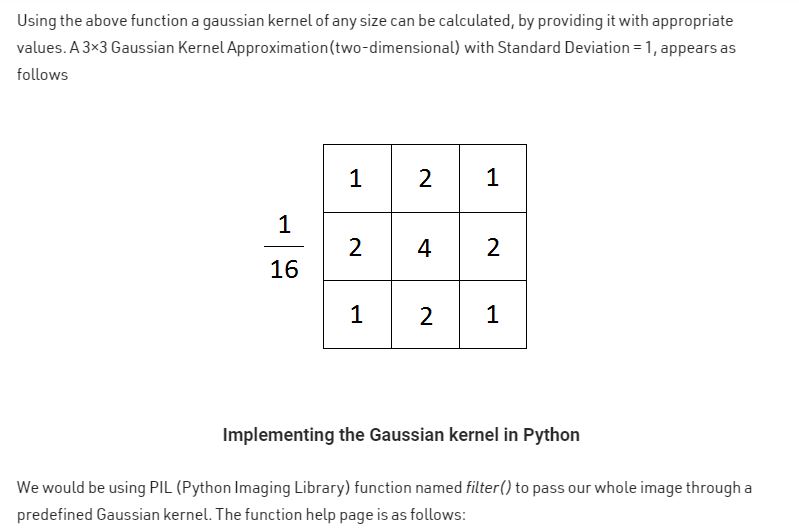 Using the above function a gaussian kernel of any size can be calculated, by providing it with appropriate
values. A 3×3 Gaussian Kernel Approximation(two-dimensional) with Standard Deviation = 1, appears as
follows
1 2 1
1
16
2 4 2
1 2 1
Implementing the Gaussian kernel in Python
We would be using PIL (Python Imaging Library) function named filter() to pass our whole image through a
predefined Gaussian kernel. The function help page is as follows: